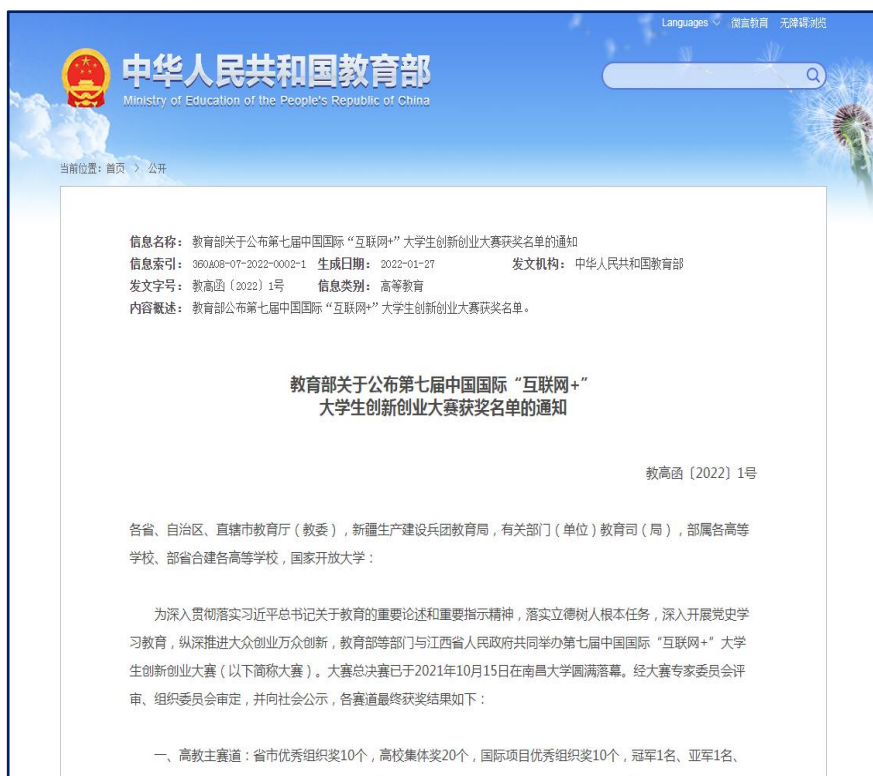 Languages 微言教育 无障碍浏览
中华人民共和国教育部
Ministry of Education of the People's Republic of China
当前位置：首页 > 公开
信息名称： 教育部关于公布第七届中国国际“互联网+”大学生创新创业大赛获奖名单的通知
信息索引： 360A08-07-2022-0002-1 生成日期： 2022-01-27 发文机构： 中华人民共和国教育部
发文字号： 教高函〔2022〕1号 信息类别： 高等教育
内容概述： 教育部公布第七届中国国际“互联网+”大学生创新创业大赛获奖名单。
教育部关于公布第七届中国国际“互联网+”
大学生创新创业大赛获奖名单的通知
教高函〔2022〕1号
各省、自治区、直辖市教育厅（教委），新疆生产建设兵团教育局，有关部门（单位）教育司（局），部属各高等
学校、部省合建各高等学校，国家开放大学：
为深入贯彻落实习近平总书记关于教育的重要论述和重要指示精神，落实立德树人根本任务，深入开展党史学
习教育，纵深推进大众创业万众创新，教育部等部门与江西省人民政府共同举办第七届中国国际“互联网+”大学
生创新创业大赛（以下简称大赛）。大赛总决赛已于2021年10月15日在南昌大学圆满落幕。经大赛专家委员会评
审、组织委员会审定，并向社会公示，各赛道最终获奖结果如下：
一、高教主赛道：省市优秀组织奖10个，高校集体奖20个，国际项目优秀组织奖10个，冠军1名、亚军1名、